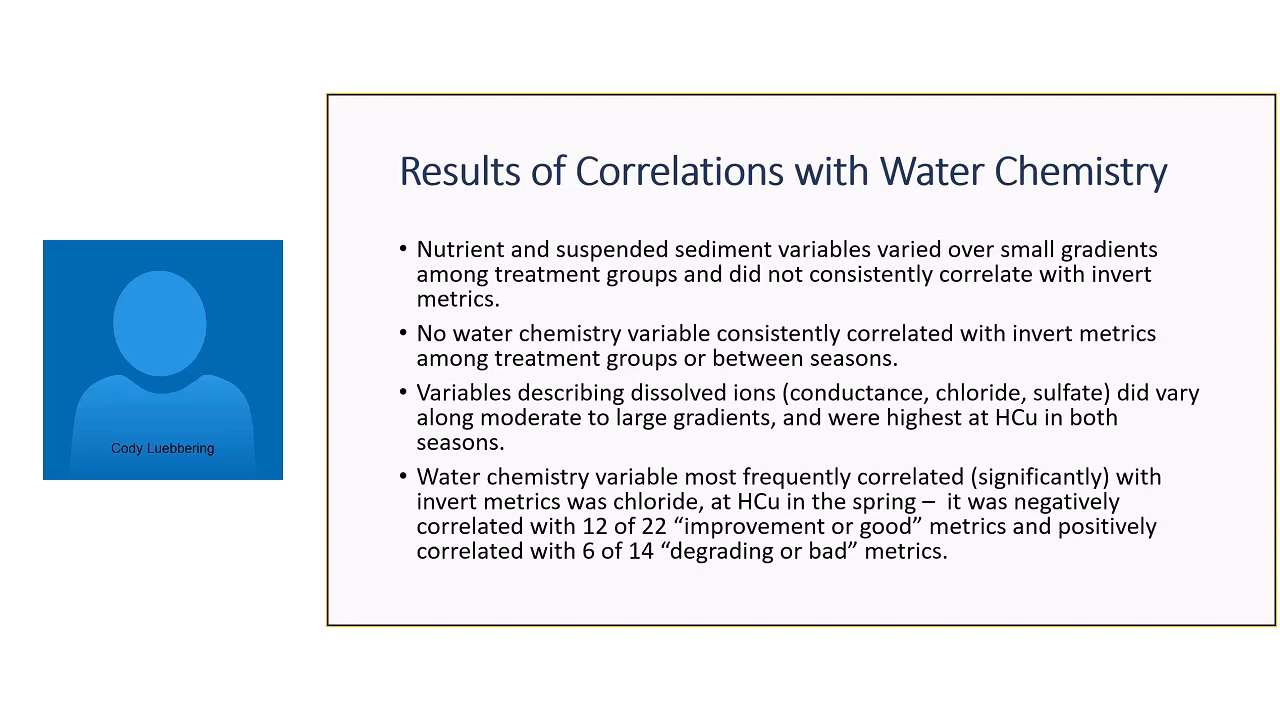 Results of Correlations with Water Chemistry
• Nutrient and suspended sediment variables varied over small gradients
among treatment groups and did not consistently correlate with invert
metrics.
• No water chemistry variable consistently correlated with invert metrics
among treatment groups or between seasons.
• Variables describing dissolved ions (conductance, chloride, sulfate) did vary
along moderate to large gradients, and were highest at HCu in both
seasons.
• Water chemistry variable most frequently correlated (significantly) with
invert metrics was chloride, at HCu in the spring – it was negatively
correlated with 12 of 22 “improvement or good” metrics and positively
correlated with 6 of 14 “degrading or bad” metrics.
Cody Luebbering